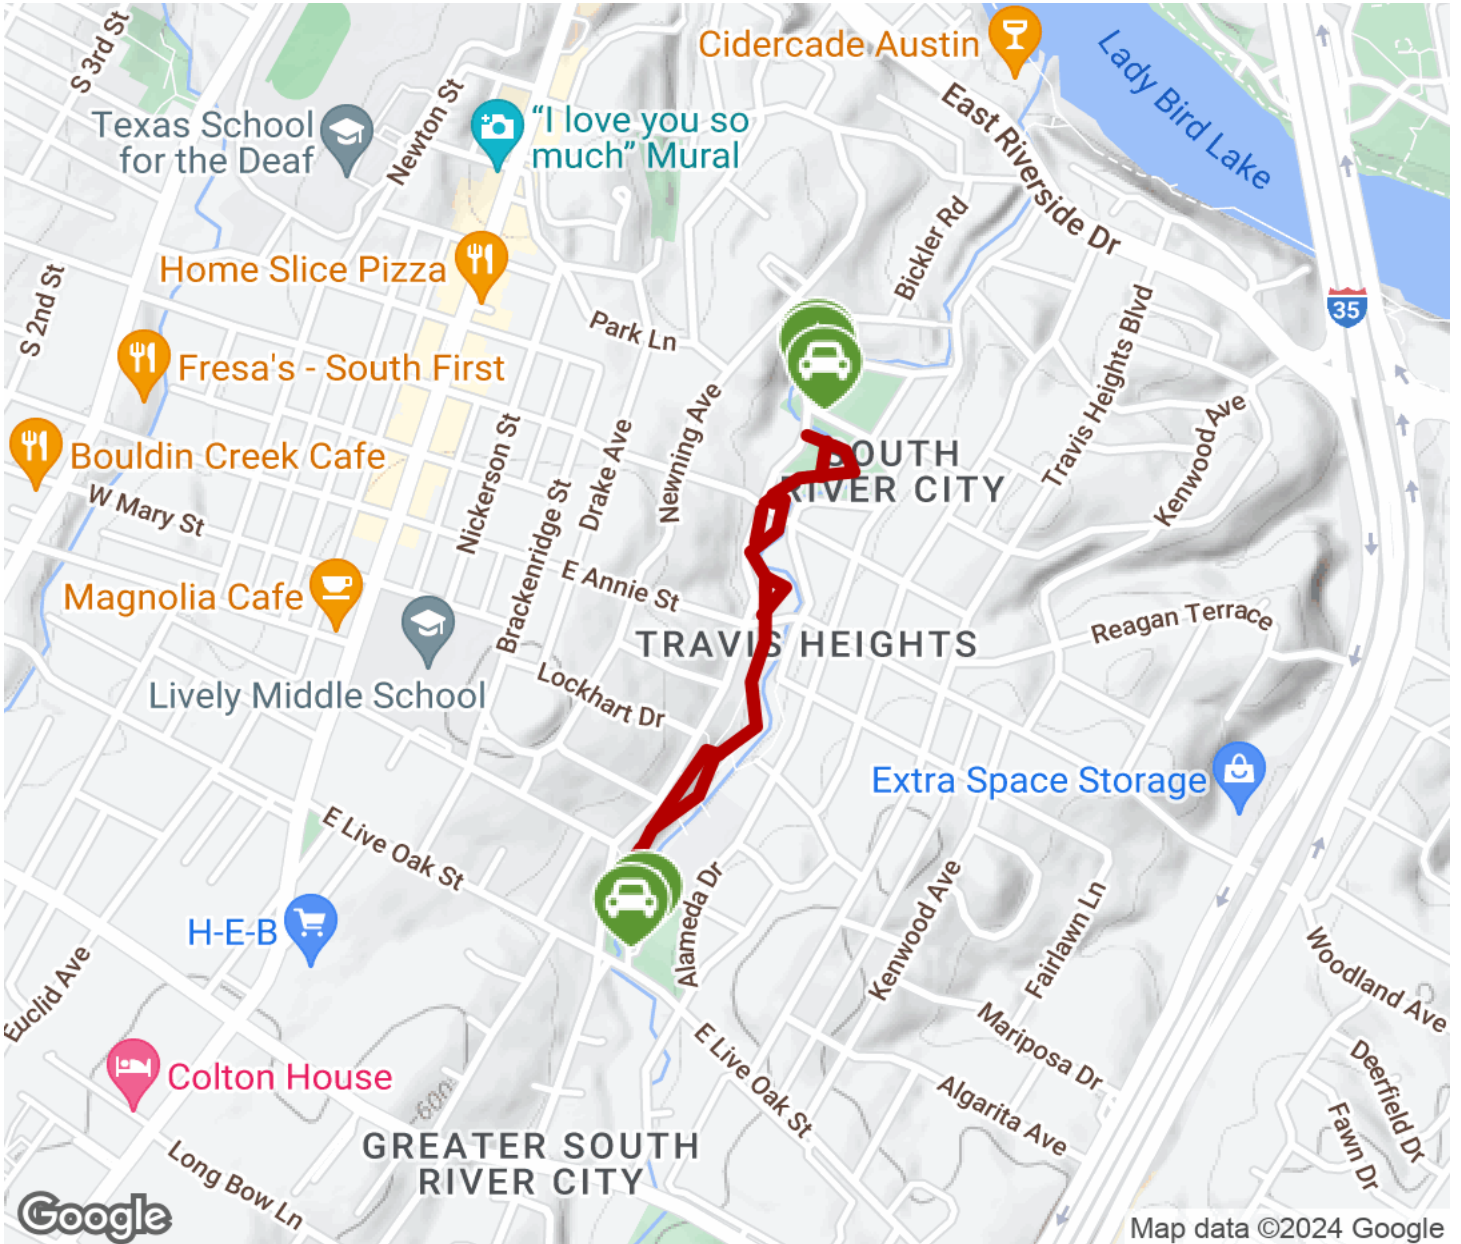 S 3rd St
Cidercade Austin
Lady Bird Lake
East Riverside Dr
Texas School
for the Deaf
Newton St
“I love you so
much” Mural
Bickler Rd
Home Slice Pizza
S 2nd St
Park Ln
Travis Heights Blvd
35
Fresa's - South First
Newning Ave
Kenwood Ave
Nickerson St
Drake Ave
Bouldin Creek Cafe
SOUTH
RIVER CITY
W Mary St
Brackenridge St
E Annie St
Magnolia Cafe
Reagan Terrace
TRAVIS HEIGHTS
Lively Middle School
Lockhart Dr
Extra Space Storage
E Live Oak St
Alameda Dr
Kenwood Ave
Fairlawn Ln
H-E-B
Euclid Ave
Woodland Ave
Mariposa Dr
E Live Oak St
Colton House
600
Algarita Ave
Deerfield Dr
Fawn Dr
GREATER SOUTH
RIVER CITY
Long Bow Ln
Google
Map data ©2024 Google